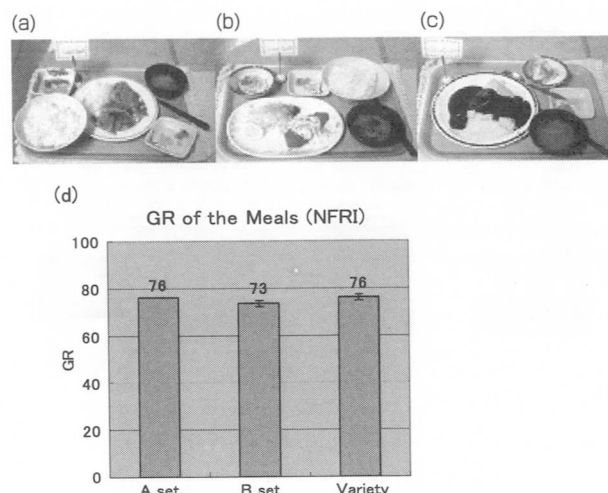 (a)
(b)
(c)
(d)
GR of the Meals (NFRI)
100
80
60
40
20
0
GR
76
73
76
A set
B set
Variety